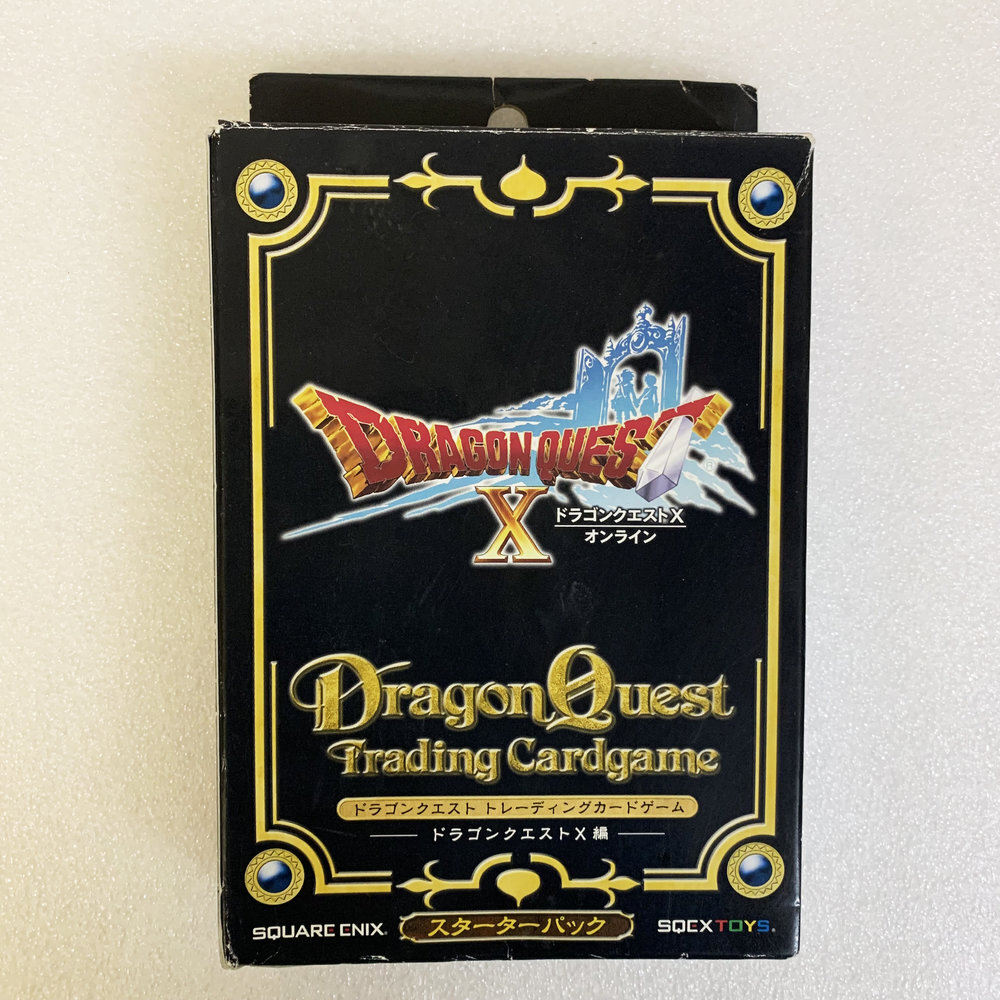 DRAGON QUEST
X
ドラゴンクエストX
オンライン
Dragon Quest
Trading Cardgame
ドラゴンクエスト トレーディングカードゲーム
ドラゴンクエストX 編
SQUARE ENIX®
スターターパック
SQEX TOYS®